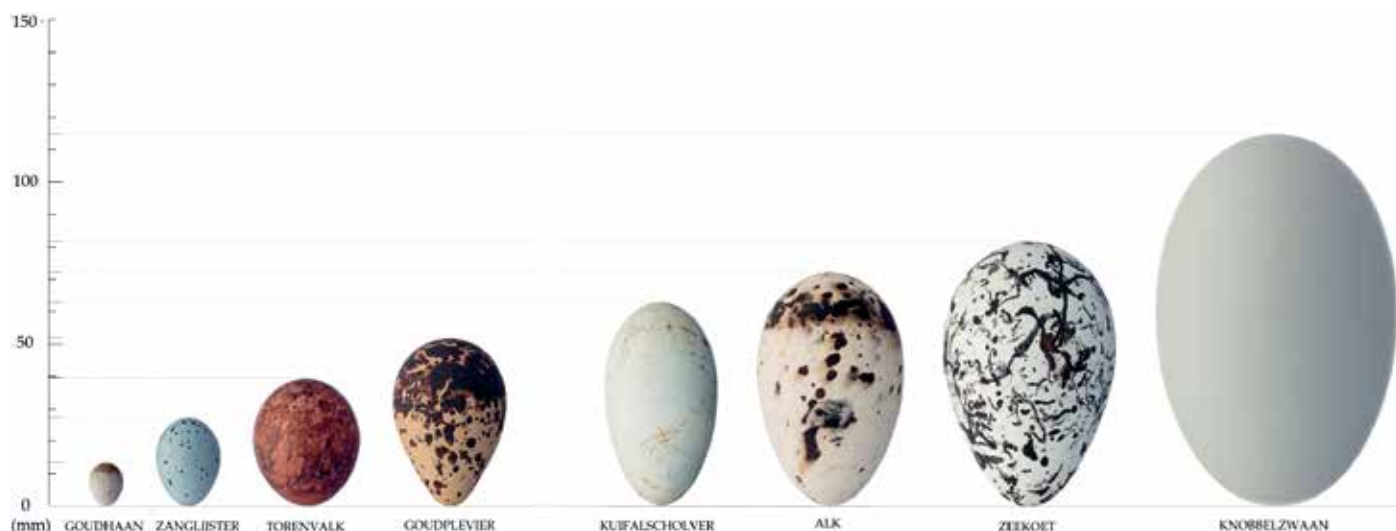 150
100
50
0
(mm) GOUDHAAN ZANGLIJSTER TORENVALK GOUDPLEVIER KUIFALSCHOLVER ALK ZEEKOET KNOBBELZWAAN